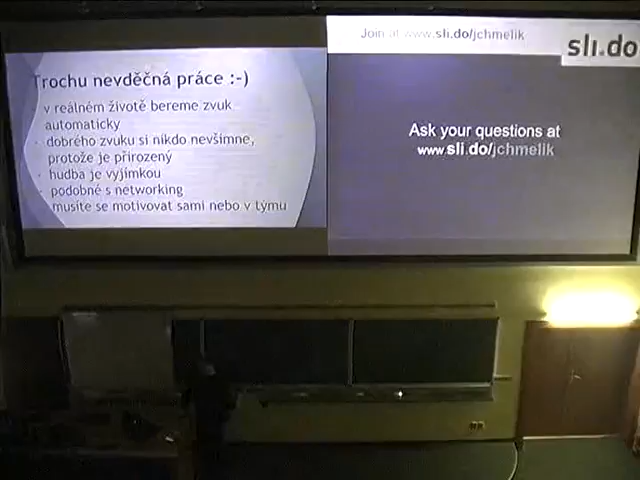 Trochu nevděčná práce :-)
v reálném životě bereme zvuk
automaticky
dobrého zvuku si nikdo nevšimne,
protože je přirozený
hudba je vyjímkou
podobné s networking
musíte se motivovat sami nebo v týmu
Join at www.sli.do/jchmelik
sli.do
Ask your questions at
www.sli.do/jchmelik